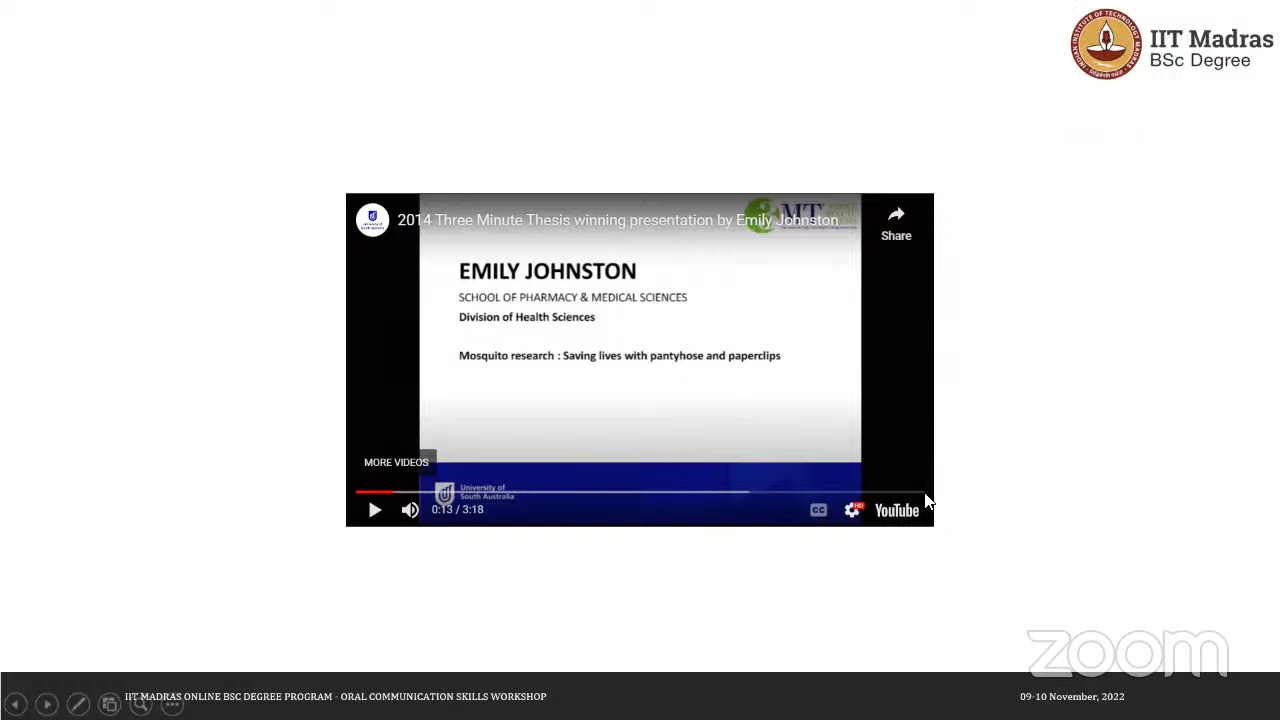 IIT Madras
BSc Degree
2014 Three Minute Thesis winning presentation by Emily Johnston
Share
EMILY JOHNSTON
SCHOOL OF PHARMACY & MEDICAL SCIENCES
Division of Health Sciences
Mosquito research : Saving lives with pantyhose and paperclips
MORE VIDEOS
University of
South Australia
0:13 / 3:18
CC
HD
YouTube
zoom
IIT MADRAS ONLINE BSC DEGREE PROGRAM - ORAL COMMUNICATION SKILLS WORKSHOP
09-10 November, 2022